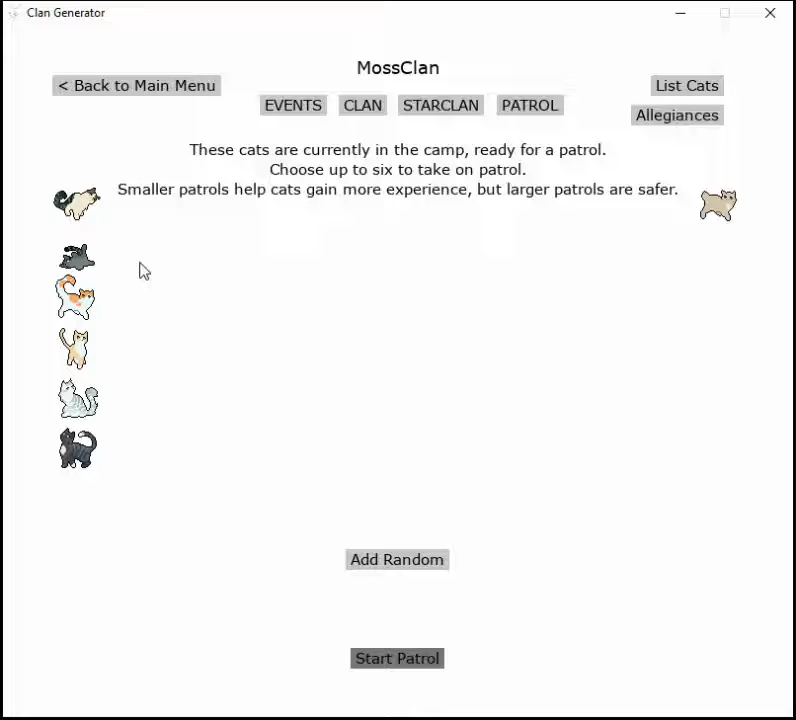 Clan Generator
MossClan
< Back to Main Menu
List Cats
EVENTS
CLAN
STARCLAN
PATROL
Allegiances
These cats are currently in the camp, ready for a patrol.
Choose up to six to take on patrol.
Smaller patrols help cats gain more experience, but larger patrols are safer.
Add Random
Start Patrol